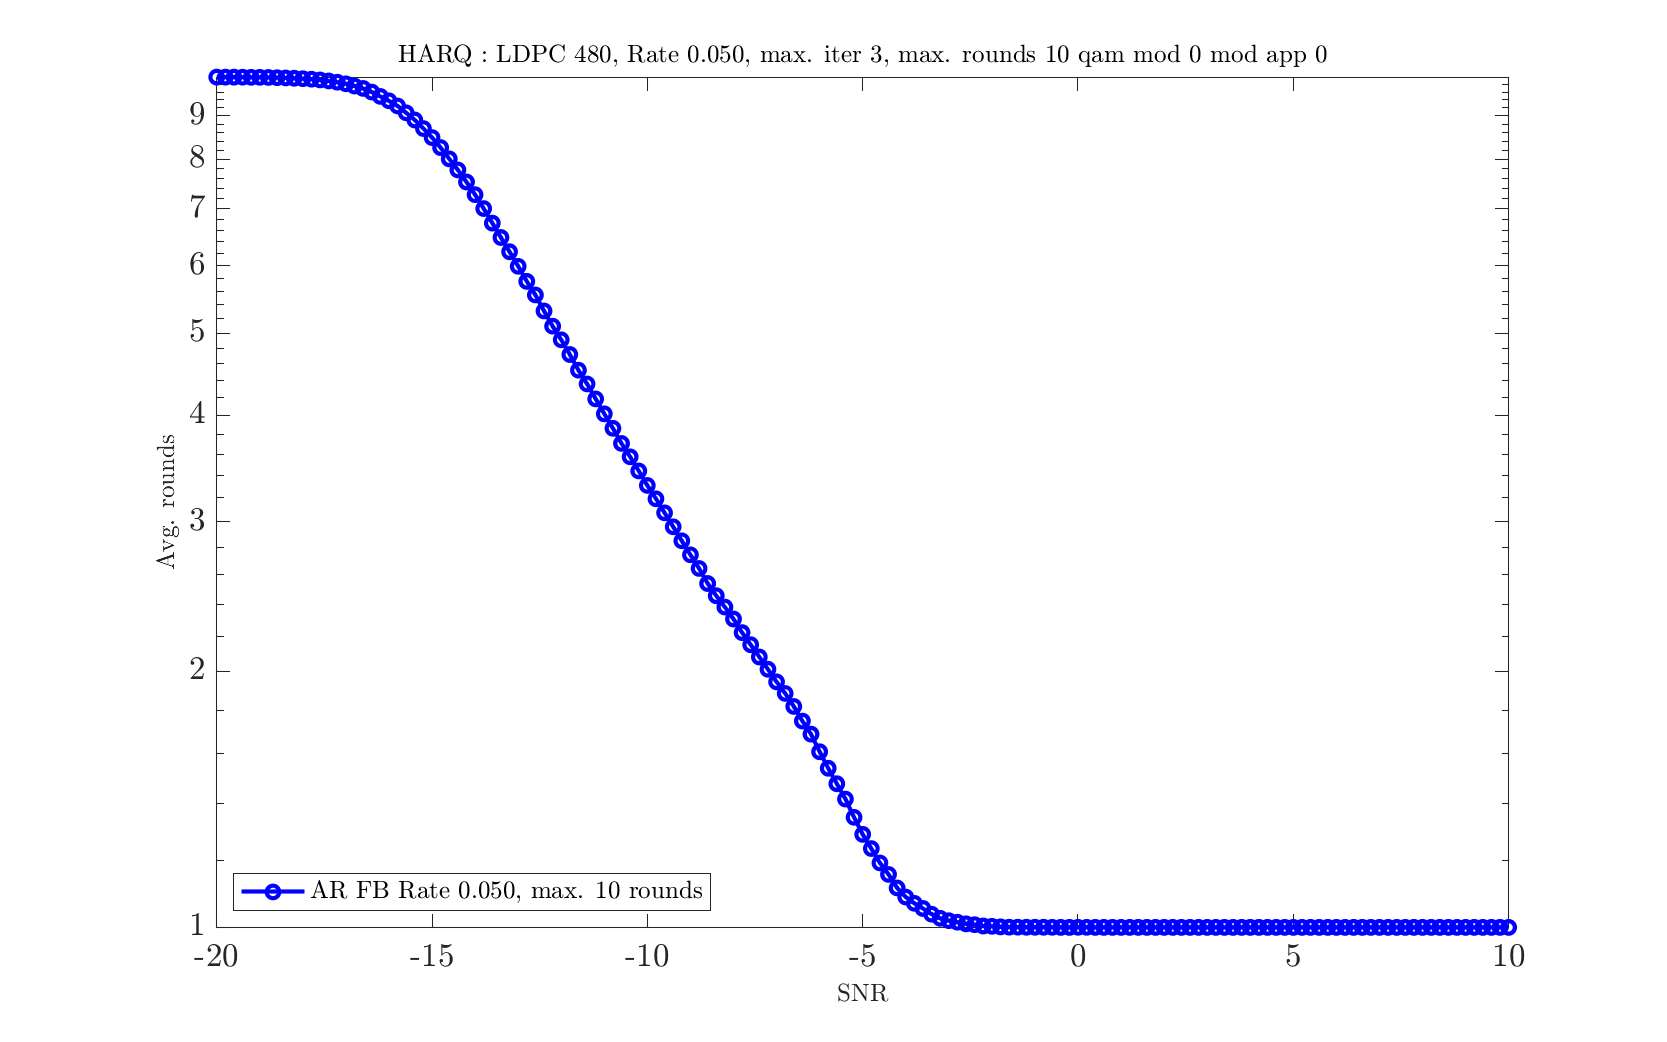 HARQ : LDPC 480, Rate 0.050, max. iter 3, max. rounds 10 qam mod 0 mod app 0
9
8
7
6
5
4
3
2
1
Avg. rounds
AR FB Rate 0.050, max. 10 rounds
-20 -15 -10 -5 0 5 10
SNR